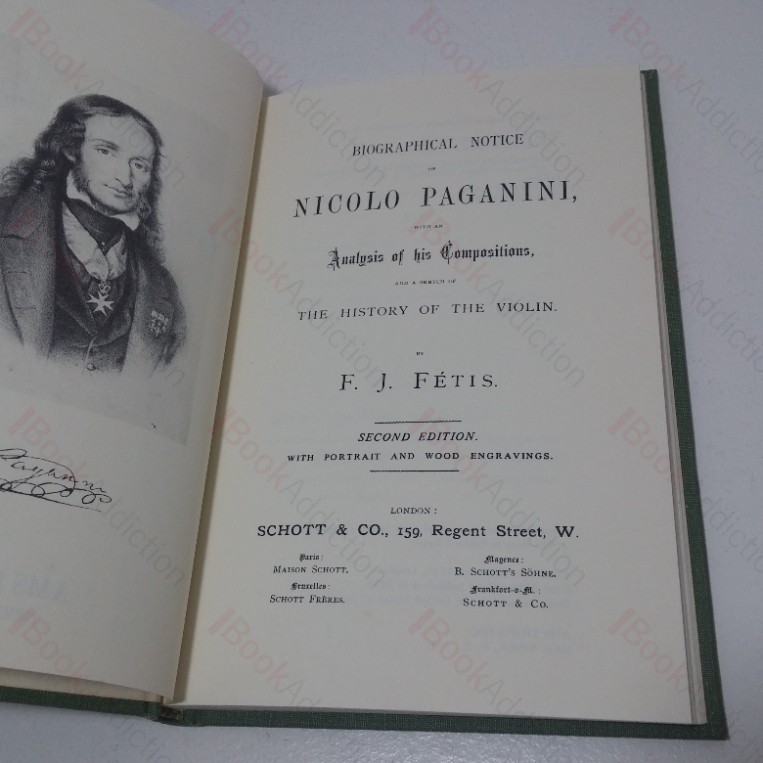 Paganini
BIOGRAPHICAL NOTICE
OF
NICOLO PAGANINI,
WITH AN
Analysis of his Compositions,
AND A SKETCH OF
THE HISTORY OF THE VIOLIN.
BY
F. J. FÉTIS.
SECOND EDITION.
WITH PORTRAIT AND WOOD ENGRAVINGS.
LONDON:
SCHOTT & CO., 159, Regent Street, W.
Paris:
MAISON SCHOTT.
Bruxelles:
SCHOTT FRÈRES.
Mayence:
B. SCHOTT'S SÖHNE.
Frankfort-o-M.:
SCHOTT & CO.
BookAddiction